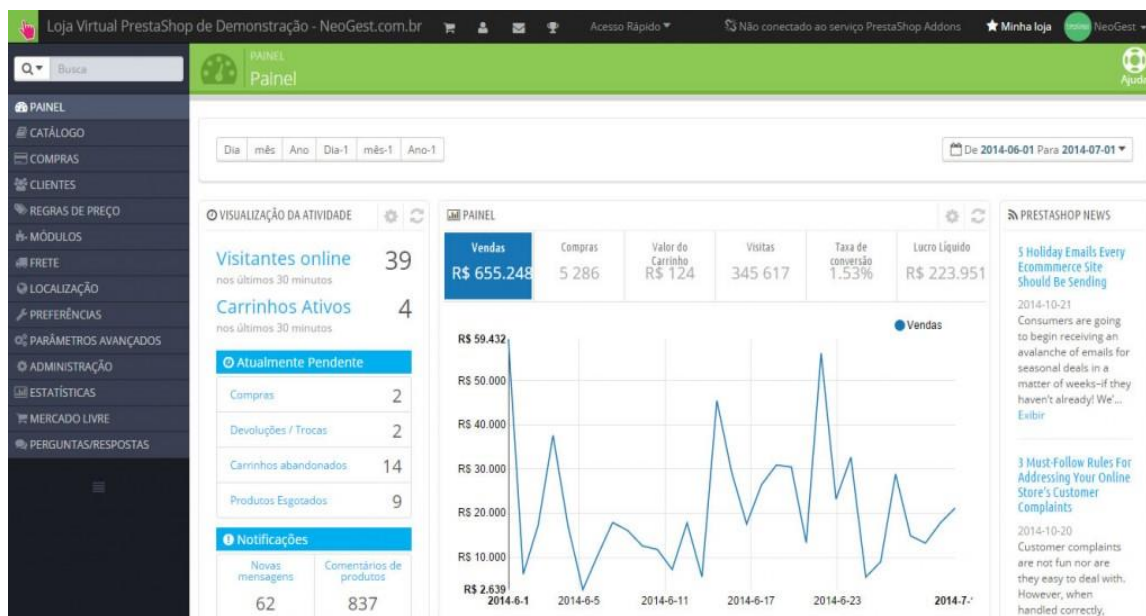 Loja Virtual PrestaShop de Demonstração - NeoGest.com.br
Acesso Rápido
Não conectado ao serviço PrestaShop Addons
Minha loja
NeoGest
Busca
PAINEL
Painel
Ajuda
PAINEL
CATÁLOGO
COMPRAS
CLIENTES
REGRAS DE PREÇO
MÓDULOS
FRETE
LOCALIZAÇÃO
PREFERÊNCIAS
PARÂMETROS AVANÇADOS
ADMINISTRAÇÃO
ESTATÍSTICAS
MERCADO LIVRE
PERGUNTAS/RESPOSTAS
Dia mês Ano Dia-1 mês-1 Ano-1
De 2014-06-01 Para 2014-07-01
VISUALIZAÇÃO DA ATIVIDADE
Visitantes online 39
nos últimos 30 minutos
Carrinhos Ativos 4
nos últimos 30 minutos
Atualmente Pendente
Compras 2
Devoluções / Trocas 2
Carrinhos abandonados 14
Produtos Esgotados 9
Notificações
Novas
mensagens
62
Comentários de
produtos
837
PAINEL
Vendas
R$ 655.248
Compras
5 286
Valor do
Carrinho
R$ 124
Visitas
345 617
Taxa de
conversão
1.53%
Lucro Líquido
R$ 223.951
Vendas
R$ 59.432
R$ 50.000
R$ 40.000
R$ 30.000
R$ 20.000
R$ 10.000
R$ 2.639
2014-6-1 2014-6-5 2014-6-11 2014-6-17 2014-6-23 2014-7-
PRESTASHOP NEWS
5 Holiday Emails Every
Ecommmerce Site
Should Be Sending
2014-10-21
Consumers are going
to begin receiving an
avalanche of emails for
seasonal deals in a
matter of weeks–if they
haven't already! We'...
Exibir
3 Must-Follow Rules For
Addressing Your Online
Store's Customer
Complaints
2014-10-20
Customer complaints
are not fun nor are
they easy to deal with.
However, when
handled correctly,